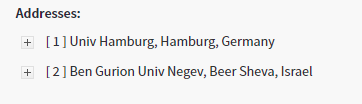 Addresses:
[ 1 ] Univ Hamburg, Hamburg, Germany
[ 2 ] Ben Gurion Univ Negev, Beer Sheva, Israel